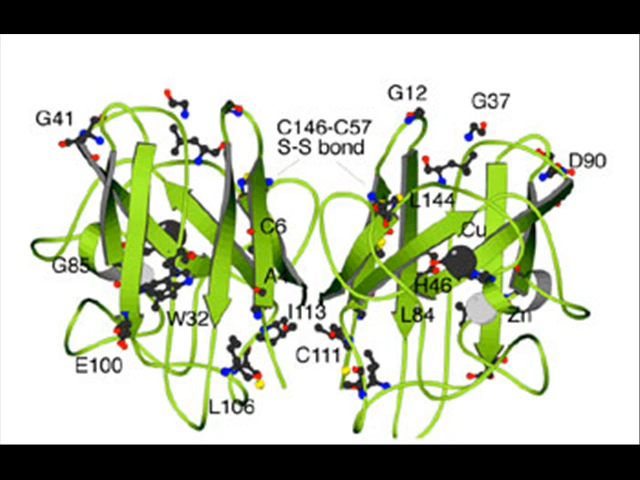 G12
G37
G41
C146-C57
S-S bond
D90
L144
C6
Cu
G85
A
H46
I113
L84
Zn
W32
C111
E100
L106